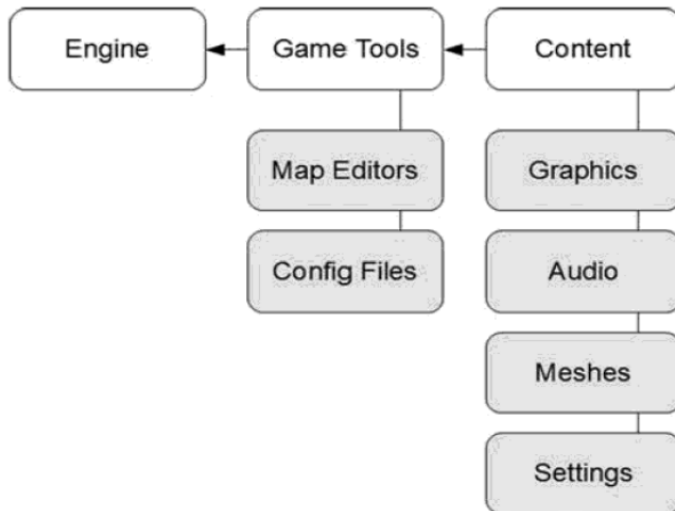 Engine
Game Tools
Content
Map Editors
Graphics
Config Files
Audio
Meshes
Settings